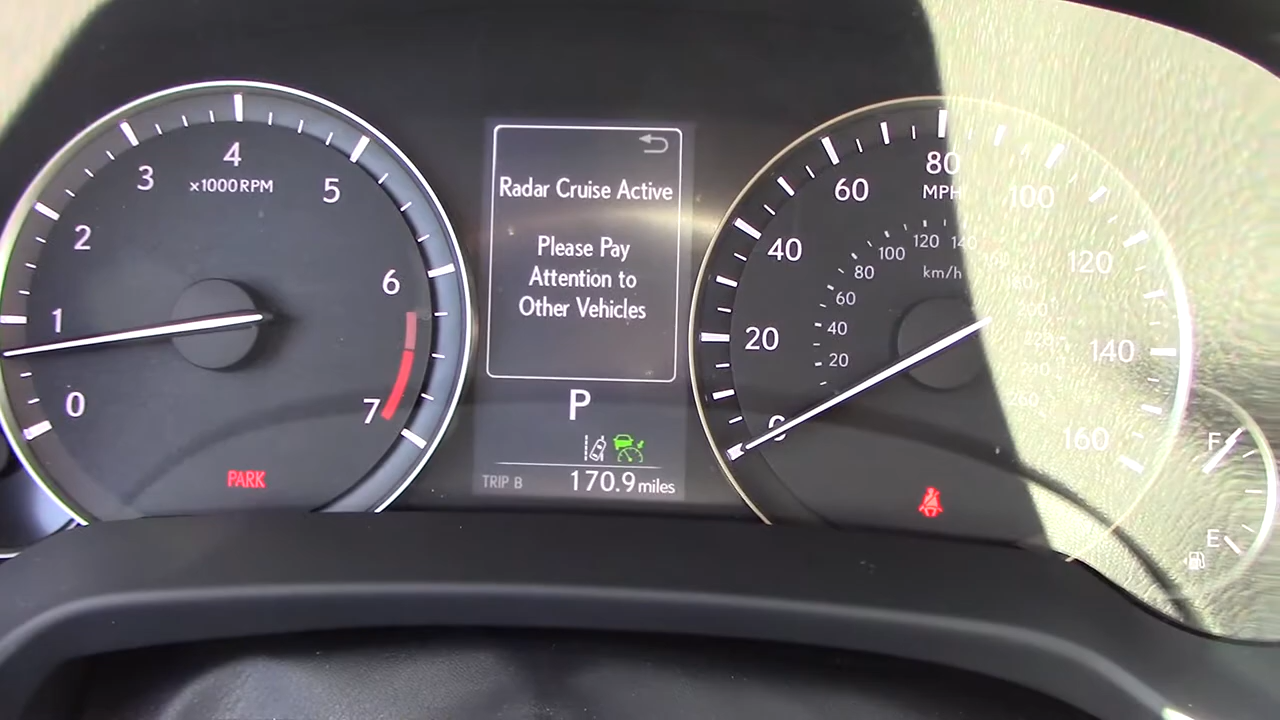 0
1
2
3
4
5
6
7
x1000RPM
PARK
Radar Cruise Active
Please Pay
Attention to
Other Vehicles
P
TRIP B 170.9 miles
0
20
40
60
80
100
120
140
160
MPH
20
40
60
80
100
120
140
km/h
260
F
E